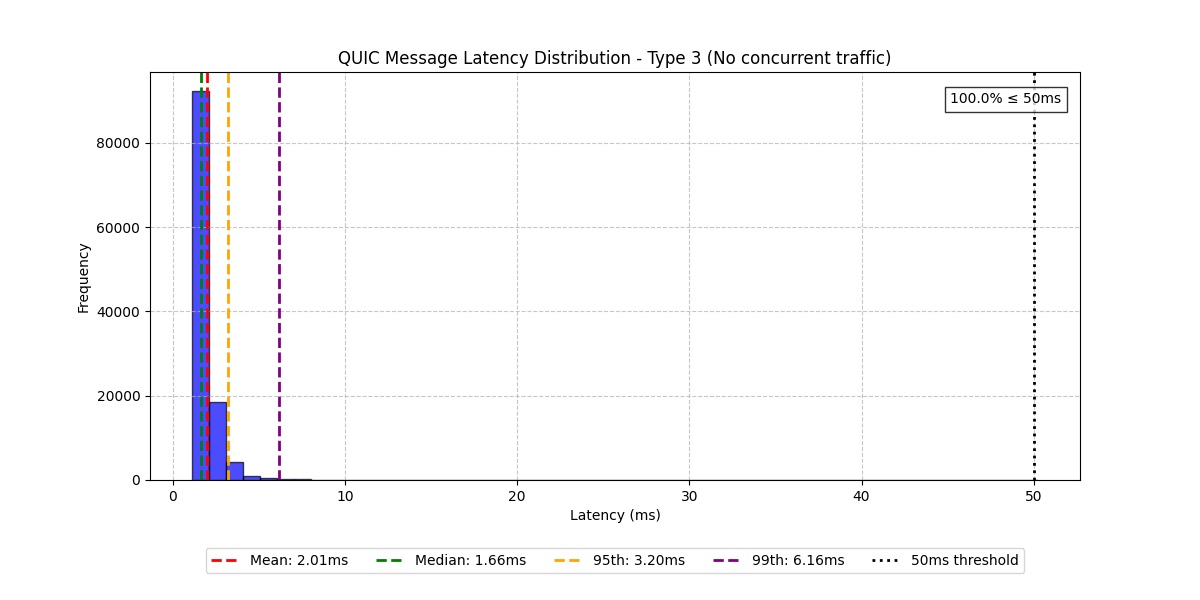 QUIC Message Latency Distribution - Type 3 (No concurrent traffic)
100.0% ≤ 50ms
80000
60000
40000
20000
0
Frequency
0 10 20 30 40 50
Latency (ms)
Mean: 2.01ms Median: 1.66ms 95th: 3.20ms 99th: 6.16ms 50ms threshold